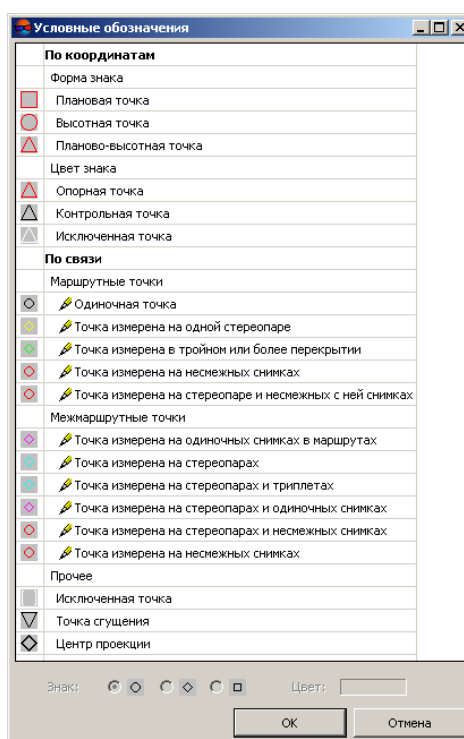 Условные обозначения
По координатам
Форма знака
Плановая точка
Высотная точка
Планово-высотная точка
Цвет знака
Опорная точка
Контрольная точка
Исключенная точка
По связи
Маршрутные точки
Одиночная точка
Точка измерена на одной стереопаре
Точка измерена в тройном или более перекрытии
Точка измерена на несмежных снимках
Точка измерена на стереопаре и несмежных с ней снимках
Межмаршрутные точки
Точка измерена на одиночных снимках в маршрутах
Точка измерена на стереопарах
Точка измерена на стереопарах и триплетах
Точка измерена на стереопарах и одиночных снимках
Точка измерена на стереопарах и несмежных снимках
Точка измерена на несмежных снимках
Прочее
Исключенная точка
Точка сгущения
Центр проекции
Знак: Цвет:
OK Отмена